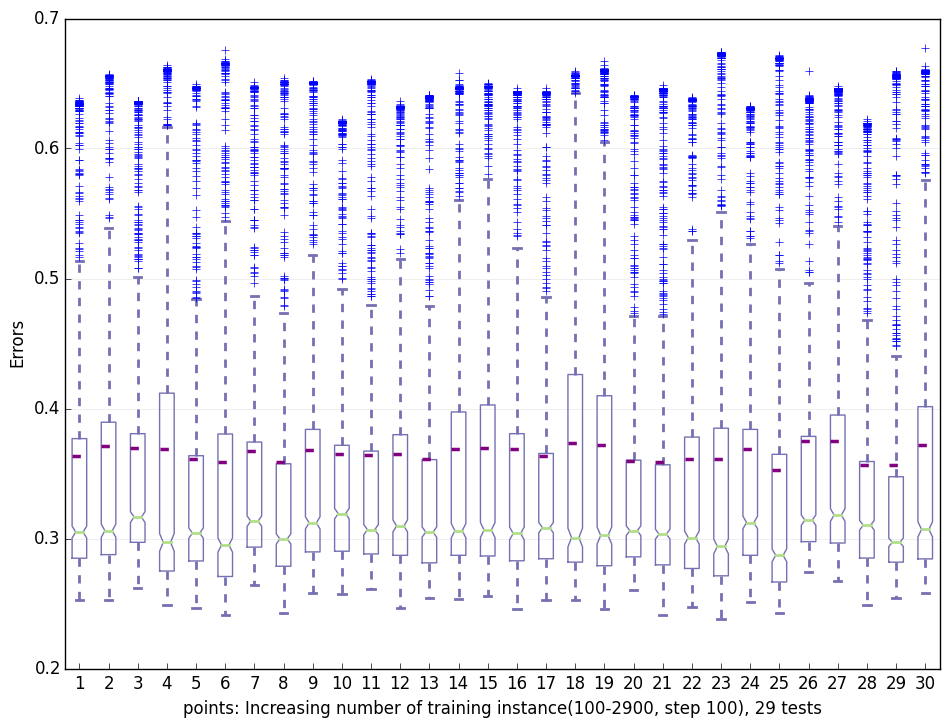 0.7
0.6
0.5
0.4
0.3
0.2
Errors
1 2 3 4 5 6 7 8 9 10 11 12 13 14 15 16 17 18 19 20 21 22 23 24 25 26 27 28 29 30
points: Increasing number of training instance(100-2900, step 100), 29 tests